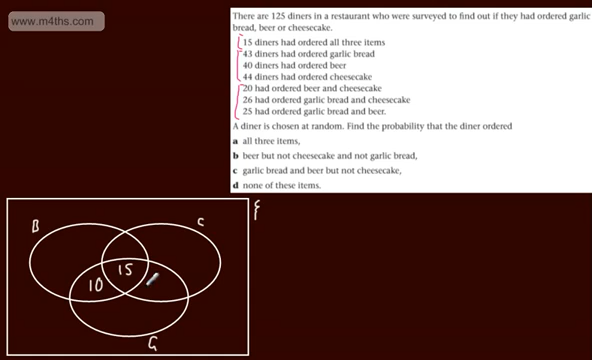 www.m4ths.com
There are 125 diners in a restaurant who were surveyed to find out if they had ordered garlic
bread, beer or cheesecake.
15 diners had ordered all three items
43 diners had ordered garlic bread
40 diners had ordered beer
44 diners had ordered cheesecake
20 had ordered beer and cheesecake
26 had ordered garlic bread and cheesecake
25 had ordered garlic bread and beer.
A diner is chosen at random. Find the probability that the diner ordered
a all three items,
b beer but not cheesecake and not garlic bread,
c garlic bread and beer but not cheesecake,
d none of these items.
B
C
15
10
G